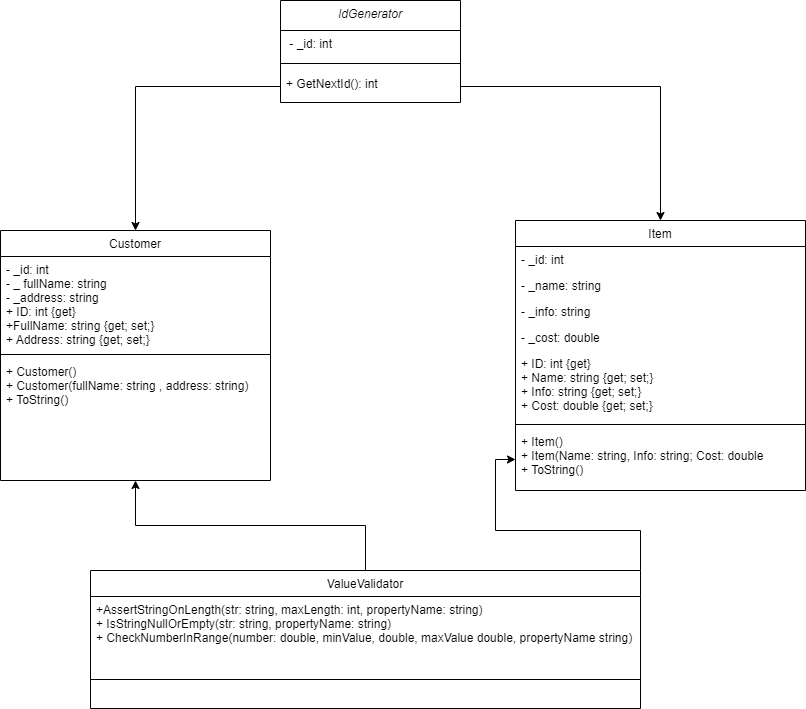 IdGenerator
- _id: int
+ GetNextId(): int
Customer
- _id: int
- _ fullName: string
- _address: string
+ ID: int {get}
+FullName: string {get; set;}
+ Address: string {get; set;}
+ Customer()
+ Customer(fullName: string , address: string)
+ ToString()
Item
- _id: int
- _name: string
- _info: string
- _cost: double
+ ID: int {get}
+ Name: string {get; set;}
+ Info: string {get; set;}
+ Cost: double {get; set;}
+ Item()
+ Item(Name: string, Info: string; Cost: double
+ ToString()
ValueValidator
+AssertStringOnLength(str: string, maxLength: int, propertyName: string)
+ IsStringNullOrEmpty(str: string, propertyName: string)
+ CheckNumberInRange(number: double, minValue, double, maxValue double, propertyName string)